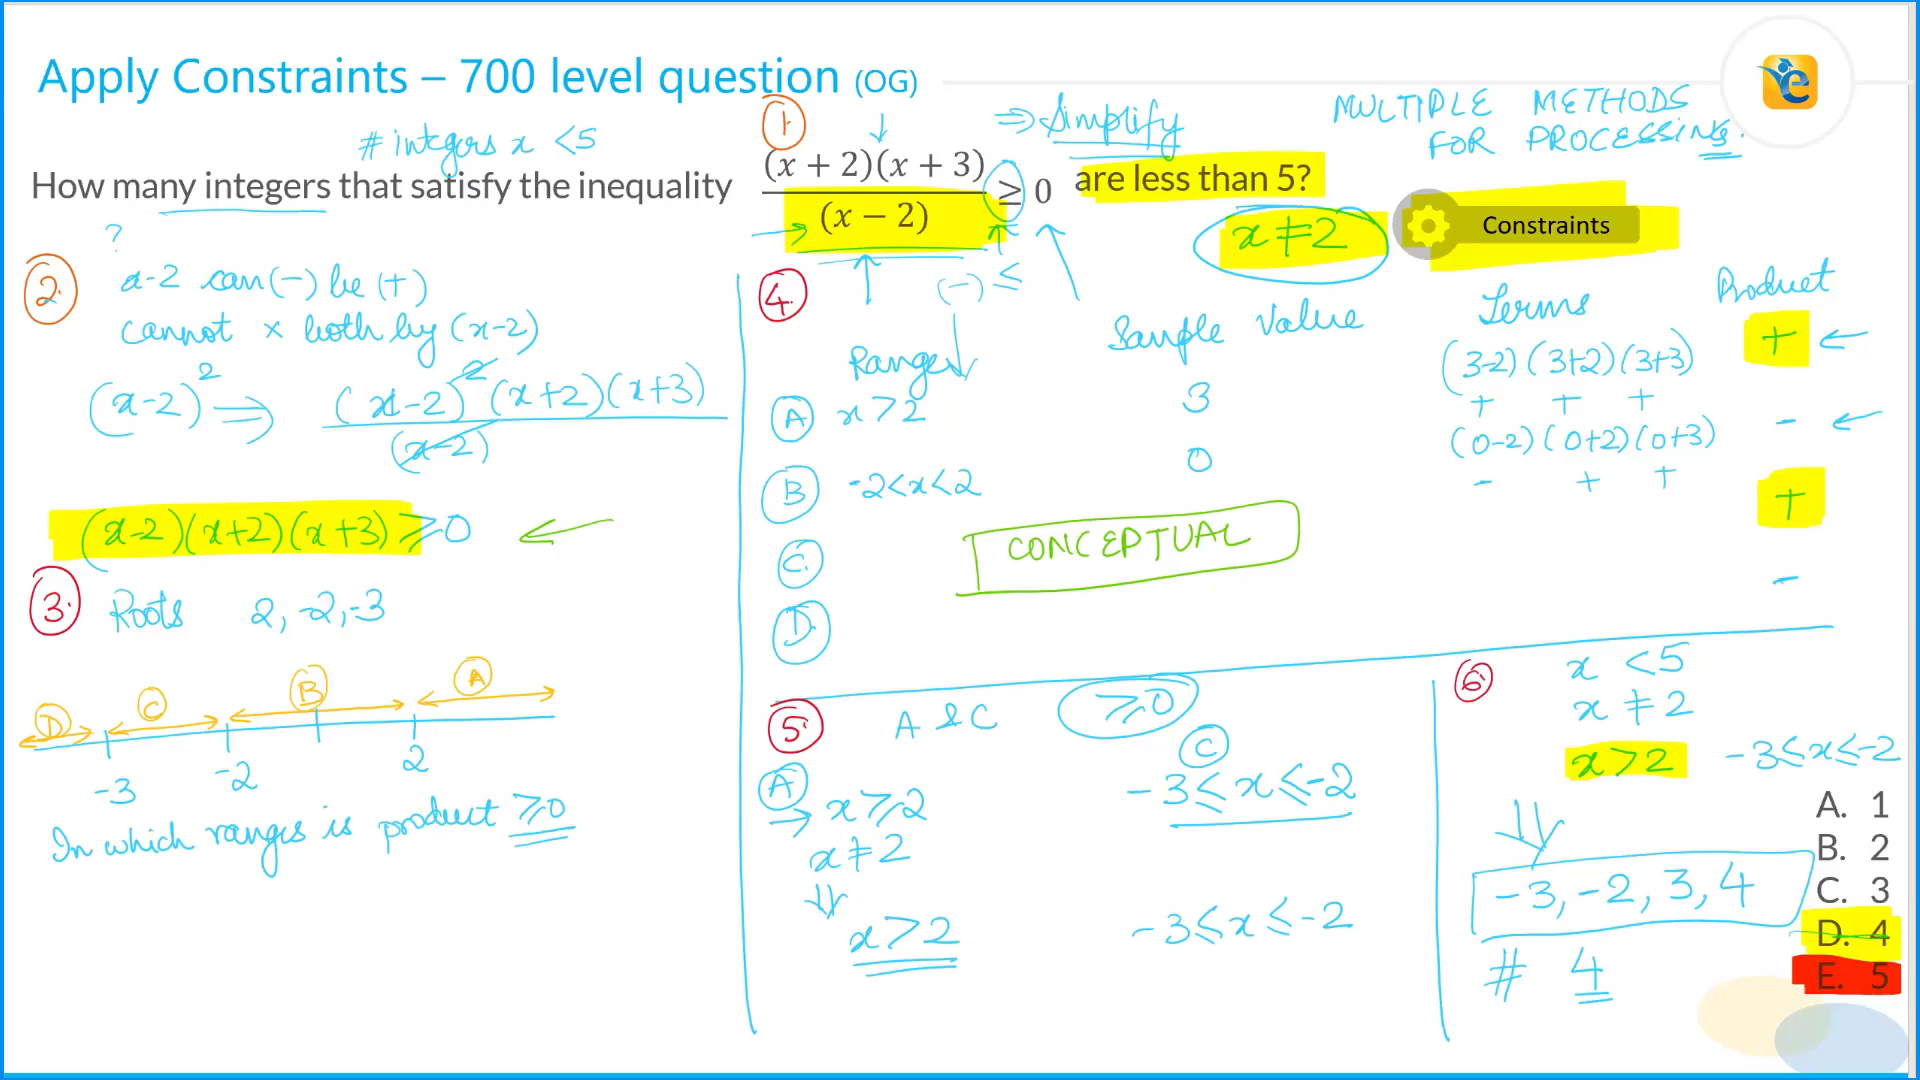 Apply Constraints – 700 level question (OG)
MULTIPLE METHODS
FOR PROCESSING.
# integers x < 5
1.
⇒ Simplify
How many integers that satisfy the inequality (x + 2)(x + 3) / (x − 2) ≥ 0 are less than 5?
x ≠ 2
Constraints
?
2.
x-2 can (-) be (+)
cannot × both by (x-2)
(x-2)² ⇒ (x-2)² (x+2)(x+3) / (x-2)
(x-2)(x+2)(x+3) ≥ 0
3.
Roots 2, -2, -3
D C B A
-3 -2 2
In which ranges is product ≥0
4.
(-) ≤
Ranges Sample Value Terms Product
A x > 2 3 (3-2)(3+2)(3+3) +
+ + +
B -2<x<2 0 (0-2)(0+2)(0+3) -
- + +
C. +
D -
CONCEPTUAL
5.
A & C ≥0
A x ≥ 2
x ≠ 2
x > 2
C
-3 ≤ x ≤ -2
-3 ≤ x ≤ -2
6.
x < 5
x ≠ 2
x > 2 -3 ≤ x ≤ -2
-3, -2, 3, 4
# 4
A. 1
B. 2
C. 3
D. 4
E. 5